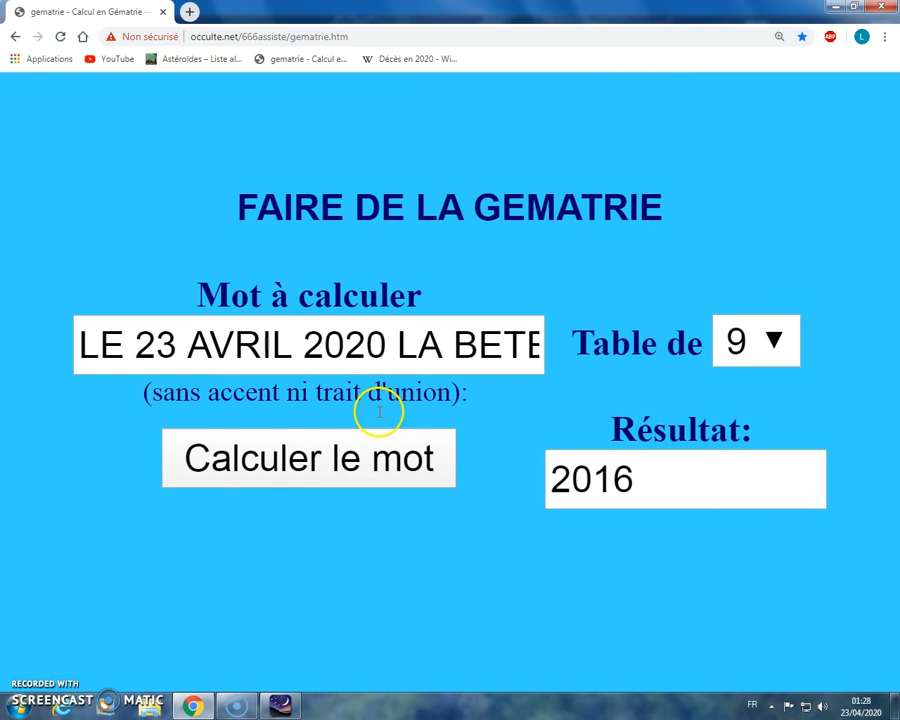 gematrie - Calcul en Gématrie -
Non sécurisé | occulte.net/666assiste/gematrie.htm
ABP
L
Applications YouTube Astéroïdes – Liste al... gematrie - Calcul e... W Décès en 2020 - Wi...
FAIRE DE LA GEMATRIE
Mot à calculer
LE 23 AVRIL 2020 LA BETE
Table de 9
(sans accent ni trait d'union):
Résultat:
Calculer le mot
2016
RECORDED WITH
SCREENCAST MATIC
FR
01:28
23/04/2020